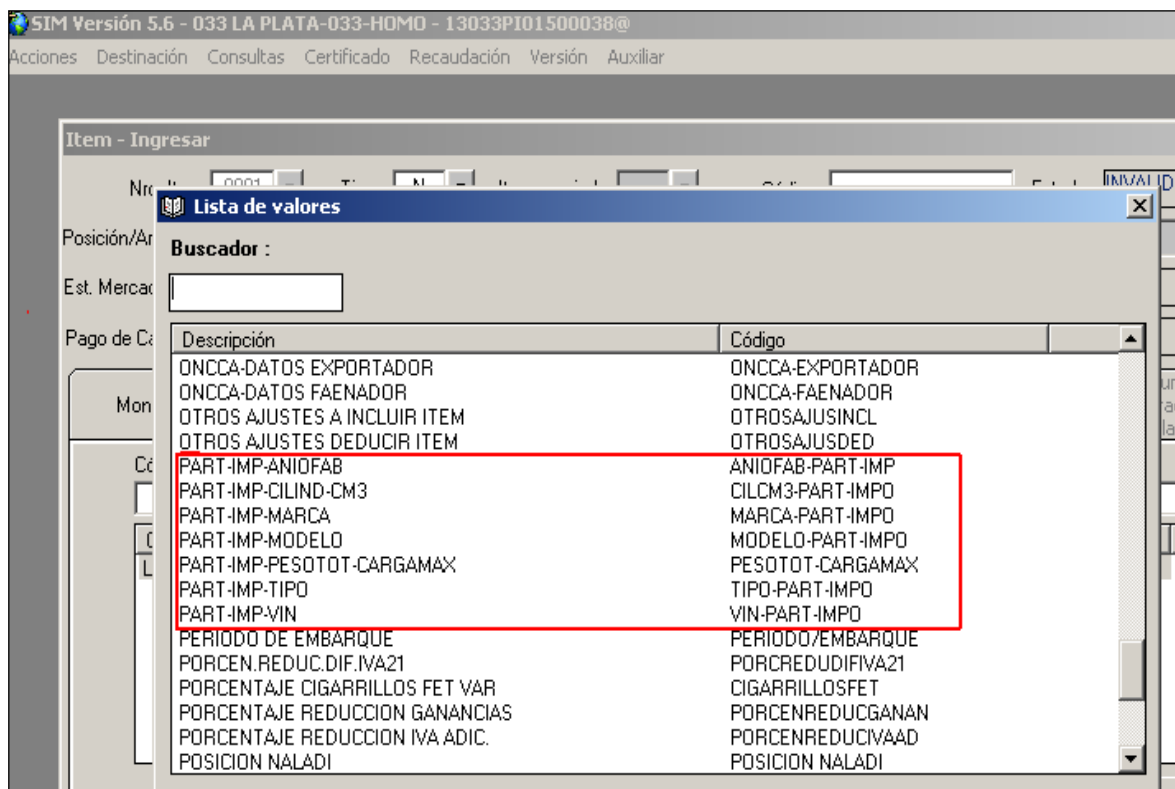 SIM Versión 5.6 - 033 LA PLATA-033-HOMO - 13033PI01500038@
Acciones Destinación Consultas Certificado Recaudación Versión Auxiliar
Item - Ingresar
INVALID
Lista de valores
Posición/Ar
Buscador :
Est. Mercad
Pago de Ca
Descripción Código
ONCCA-DATOS EXPORTADOR ONCCA-EXPORTADOR
ONCCA-DATOS FAENADOR ONCCA-FAENADOR
Mon
OTROS AJUSTES A INCLUIR ITEM OTROSAJUSINCL
OTROS AJUSTES DEDUCIR ITEM OTROSAJUSDED
PART-IMP-ANIOFAB ANIOFAB-PART-IMP
PART-IMP-CILIND-CM3 CILCM3-PART-IMPO
PART-IMP-MARCA MARCA-PART-IMPO
PART-IMP-MODELO MODELO-PART-IMPO
PART-IMP-PESOTOT-CARGAMAX PESOTOT-CARGAMAX
PART-IMP-TIPO TIPO-PART-IMPO
PART-IMP-VIN VIN-PART-IMPO
PERIODO DE EMBARQUE PERIODO/EMBARQUE
PORCEN.REDUC.DIF.IVA21 PORCREDUDIFIVA21
PORCENTAJE CIGARRILLOS FET VAR CIGARRILLOSFET
PORCENTAJE REDUCCION GANANCIAS PORCENREDUCGANAN
PORCENTAJE REDUCCION IVA ADIC. PORCENREDUCIVAAD
POSICION NALADI POSICION NALADI